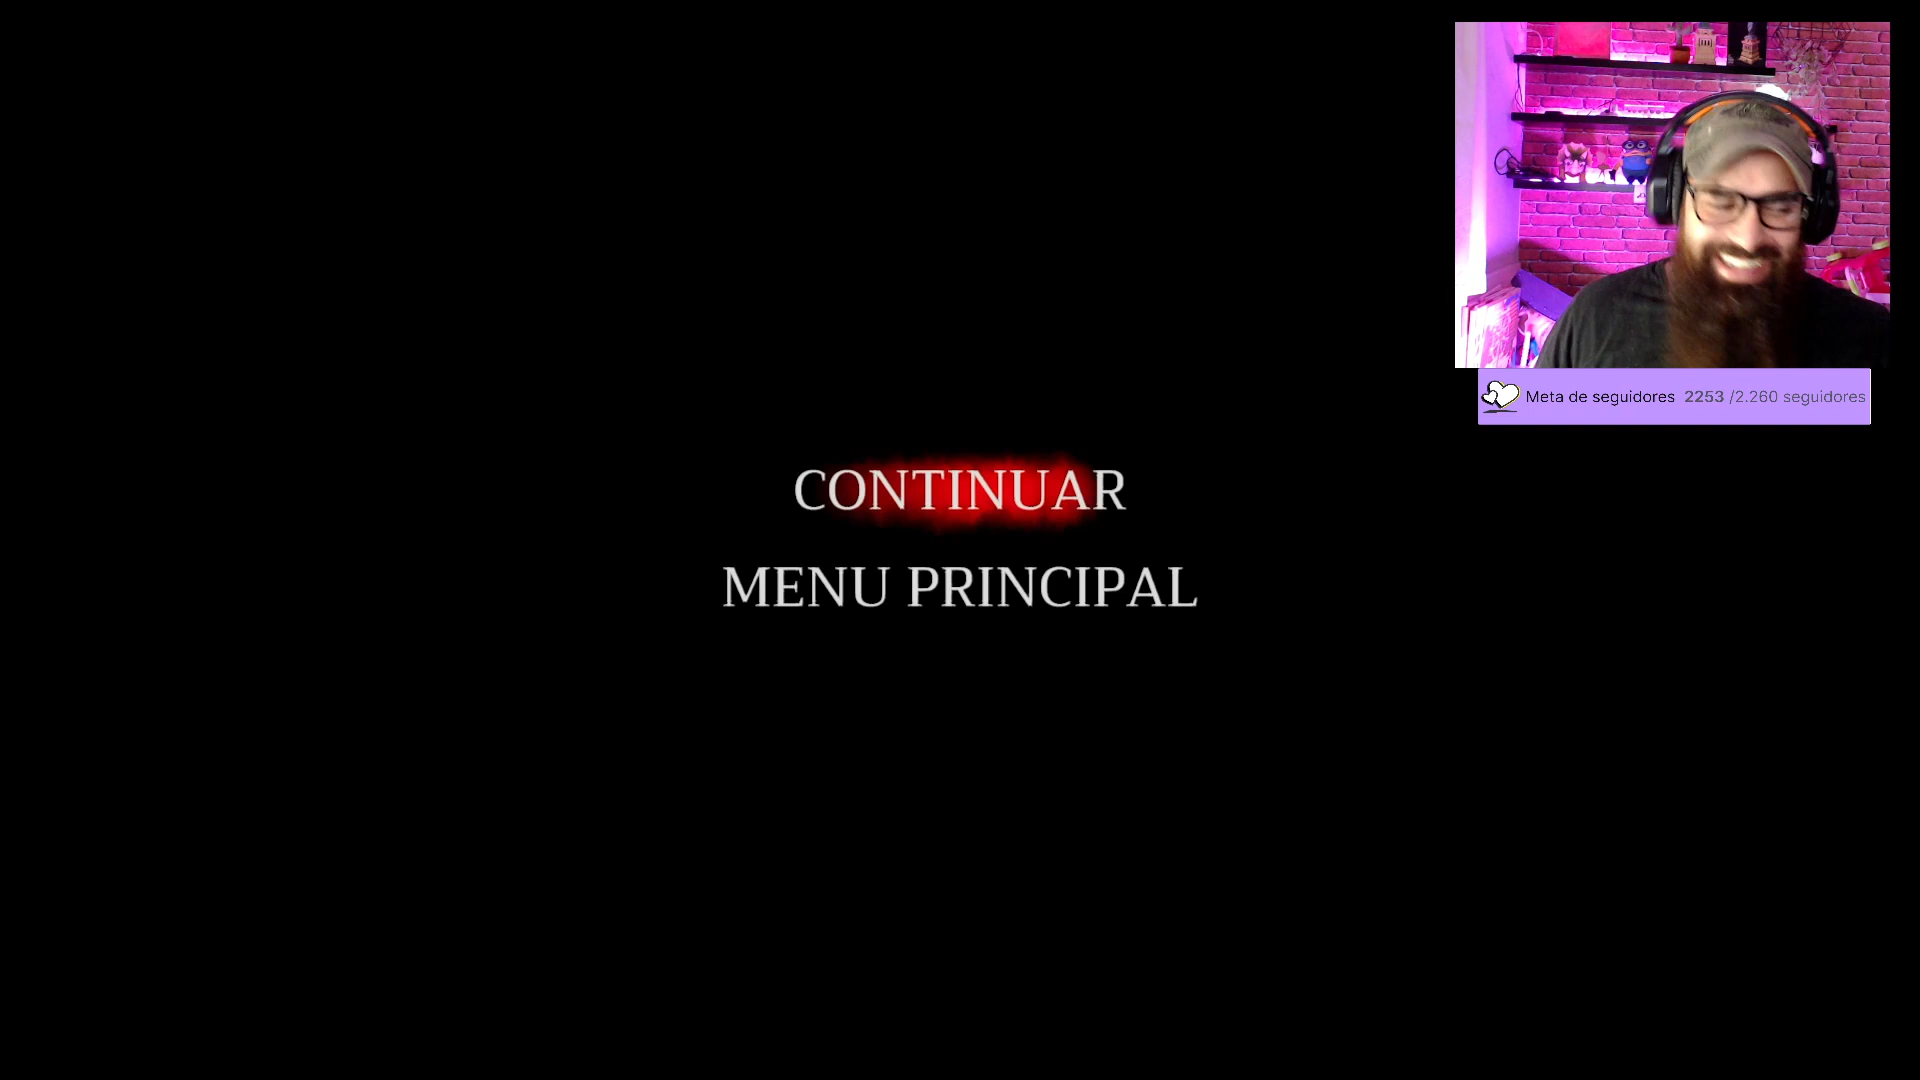 Meta de seguidores 2253 /2.260 seguidores
CONTINUAR
MENU PRINCIPAL